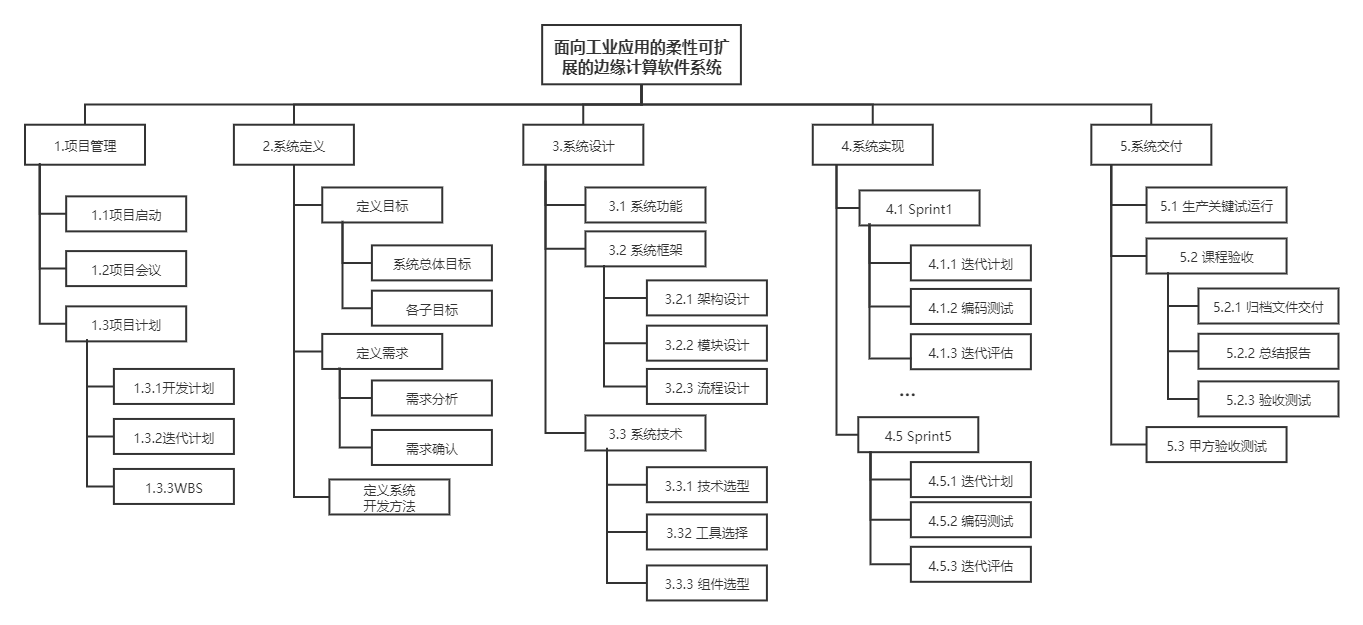 面向工业应用的柔性可扩
展的边缘计算软件系统
1.项目管理
1.1项目启动
1.2项目会议
1.3项目计划
1.3.1开发计划
1.3.2迭代计划
1.3.3WBS
2.系统定义
定义目标
系统总体目标
各子目标
定义需求
需求分析
需求确认
定义系统
开发方法
3.系统设计
3.1 系统功能
3.2 系统框架
3.2.1 架构设计
3.2.2 模块设计
3.2.3 流程设计
3.3 系统技术
3.3.1 技术选型
3.32 工具选择
3.3.3 组件选型
4.系统实现
4.1 Sprint1
4.1.1 迭代计划
4.1.2 编码测试
4.1.3 迭代评估
...
4.5 Sprint5
4.5.1 迭代计划
4.5.2 编码测试
4.5.3 迭代评估
5.系统交付
5.1 生产关键试运行
5.2 课程验收
5.2.1 归档文件交付
5.2.2 总结报告
5.2.3 验收测试
5.3 甲方验收测试